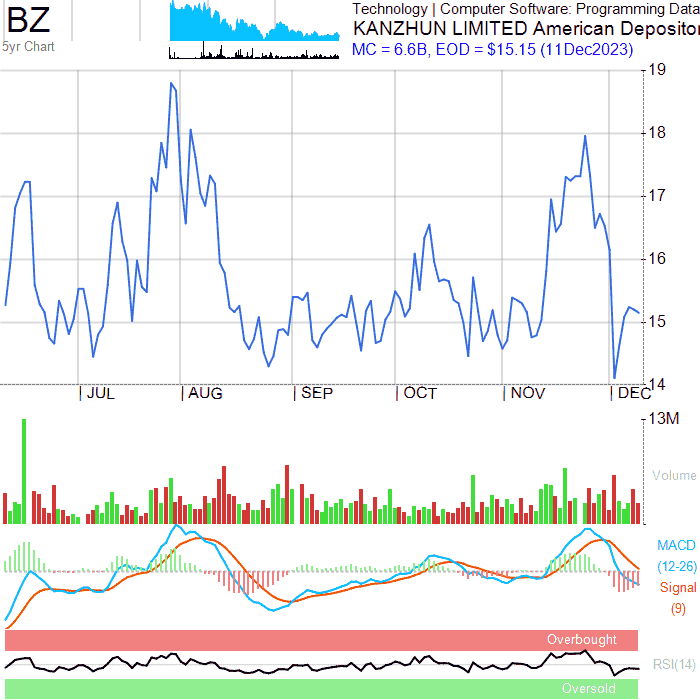 BZ
5yr Chart
Technology | Computer Software: Programming Data
KANZHUN LIMITED American Depositor
MC = 6.6B, EOD = $15.15 (11Dec2023)
19
18
17
16
15
14
JUL AUG SEP OCT NOV DEC
13M
Volume
MACD
(12-26)
Signal
(9)
Overbought
RSI(14)
Oversold